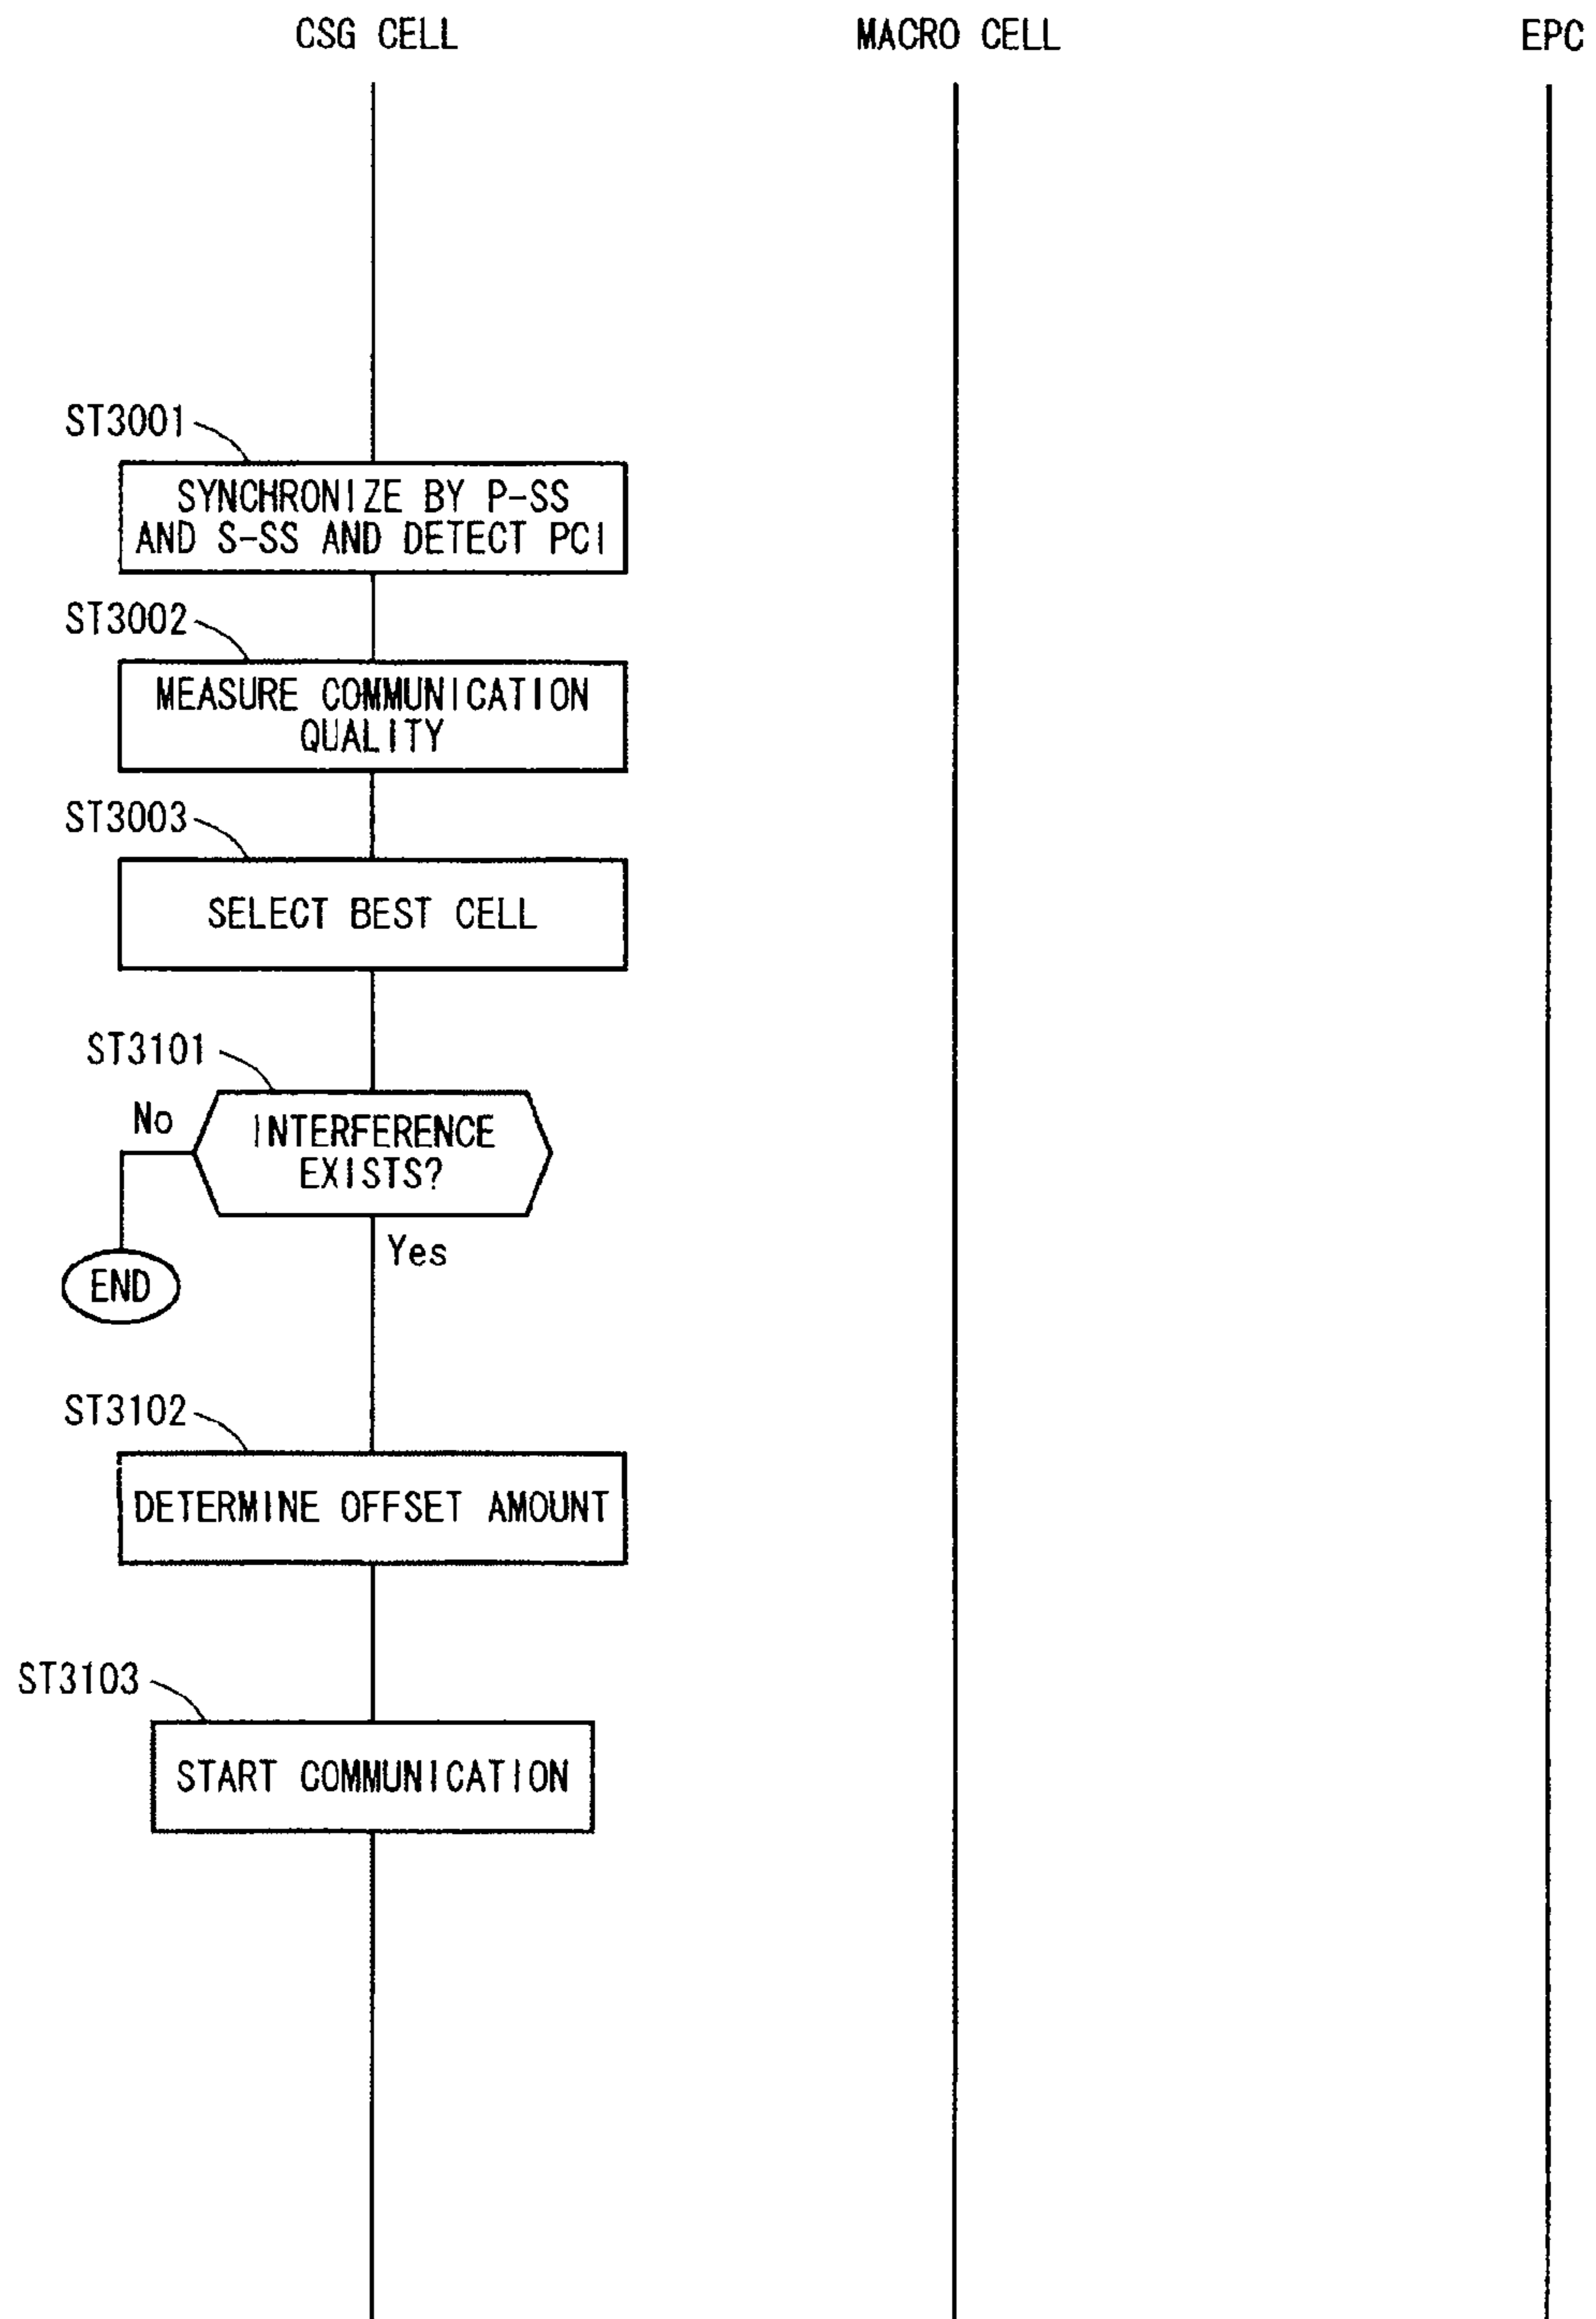 CSG CELL
MACRO CELL
EPC
ST3001
SYNCHRONIZE BY P-SS
AND S-SS AND DETECT PCI
ST3002
MEASURE COMMUNICATION
QUALITY
ST3003
SELECT BEST CELL
ST3101
No
INTERFERENCE
EXISTS?
Yes
END
ST3102
DETERMINE OFFSET AMOUNT
ST3103
START COMMUNICATION